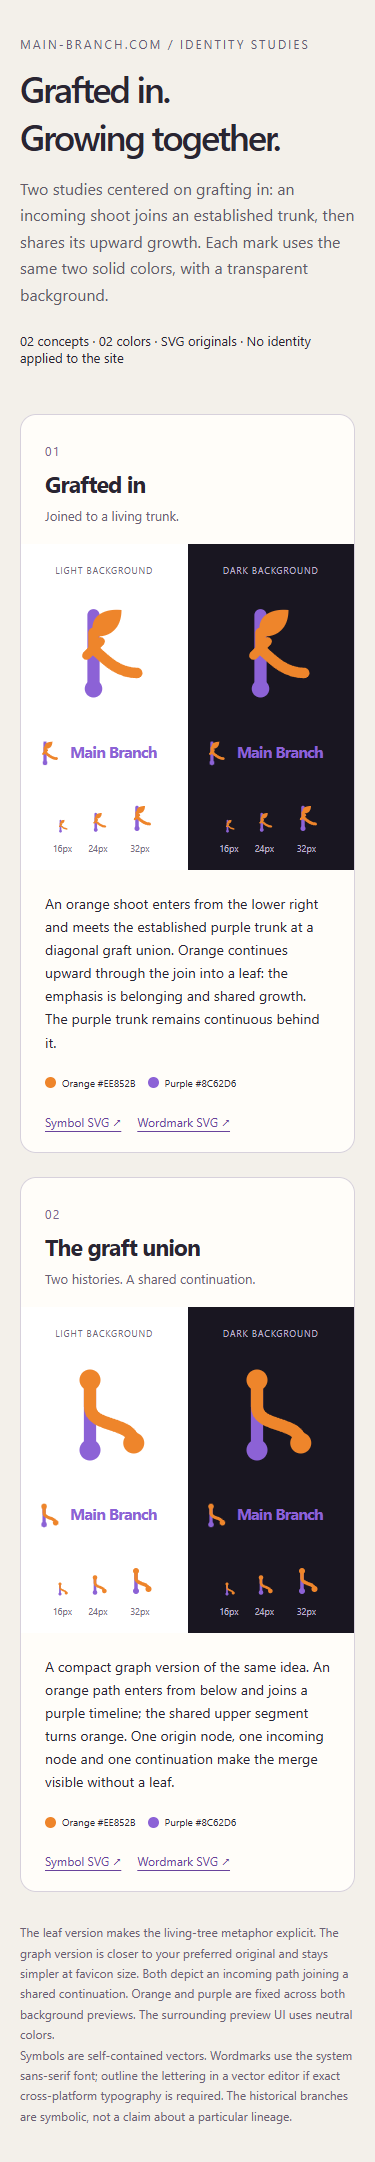 MAIN-BRANCH.COM / IDENTITY STUDIES
Grafted in.
Growing together.
Two studies centered on grafting in: an
incoming shoot joins an established trunk, then
shares its upward growth. Each mark uses the
same two solid colors, with a transparent
background.
02 concepts · 02 colors · SVG originals · No identity
applied to the site
01
Grafted in
Joined to a living trunk.
LIGHT BACKGROUND
Main Branch
16px 24px 32px
DARK BACKGROUND
Main Branch
16px 24px 32px
An orange shoot enters from the lower right
and meets the established purple trunk at a
diagonal graft union. Orange continues
upward through the join into a leaf: the
emphasis is belonging and shared growth.
The purple trunk remains continuous behind
it.
Orange #EE852B Purple #8C62D6
Symbol SVG ↗ Wordmark SVG ↗
02
The graft union
Two histories. A shared continuation.
LIGHT BACKGROUND
Main Branch
16px 24px 32px
DARK BACKGROUND
Main Branch
16px 24px 32px
A compact graph version of the same idea. An
orange path enters from below and joins a
purple timeline; the shared upper segment
turns orange. One origin node, one incoming
node and one continuation make the merge
visible without a leaf.
Orange #EE852B Purple #8C62D6
Symbol SVG ↗ Wordmark SVG ↗
The leaf version makes the living-tree metaphor explicit. The
graph version is closer to your preferred original and stays
simpler at favicon size. Both depict an incoming path joining a
shared continuation. Orange and purple are fixed across both
background previews. The surrounding preview UI uses neutral
colors.
Symbols are self-contained vectors. Wordmarks use the system
sans-serif font; outline the lettering in a vector editor if exact
cross-platform typography is required. The historical branches
are symbolic, not a claim about a particular lineage.